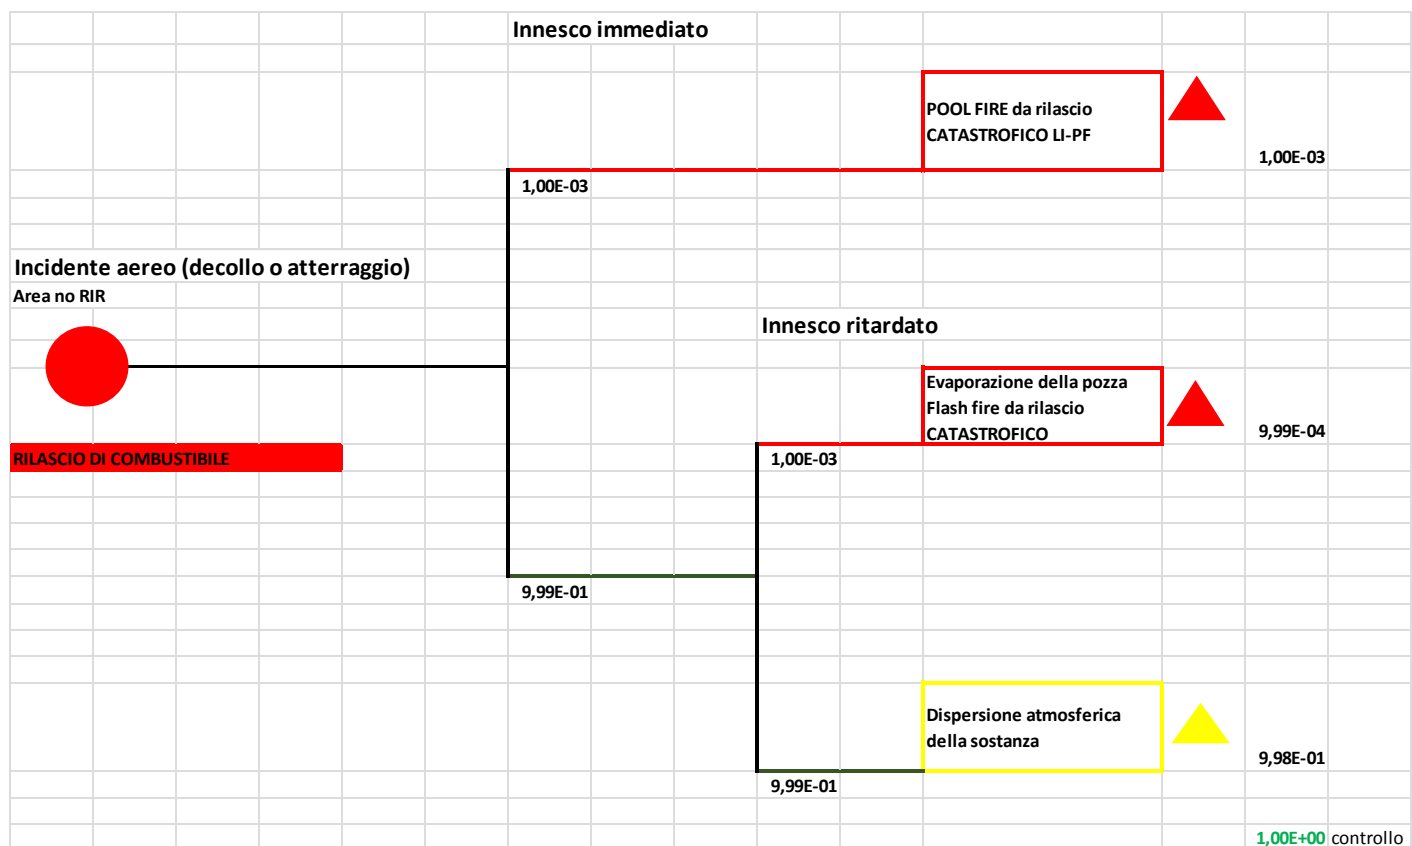 Innesco immediato
POOL FIRE da rilascio
CATASTROFICO LI-PF
1,00E-03
1,00E-03
Incidente aereo (decollo o atterraggio)
Area no RIR
Innesco ritardato
Evaporazione della pozza
Flash fire da rilascio
CATASTROFICO
9,99E-04
RILASCIO DI COMBUSTIBILE
1,00E-03
9,99E-01
Dispersione atmosferica
della sostanza
9,98E-01
9,99E-01
1,00E+00 controllo